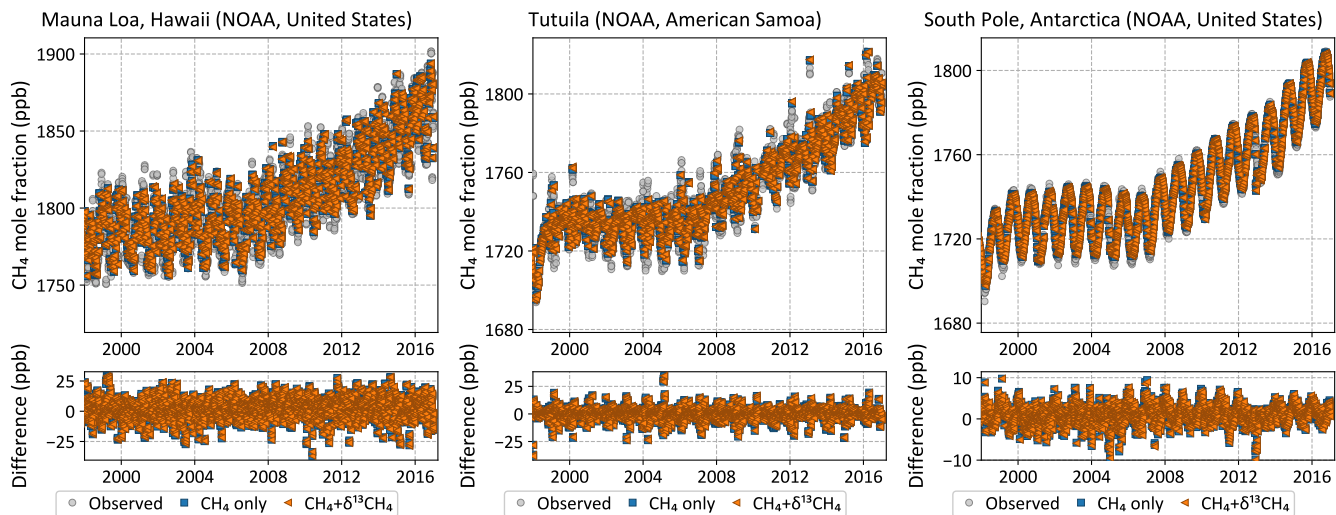 Mauna Loa, Hawaii (NOAA, United States)
CH₄ mole fraction (ppb)
1900
1850
1800
1750
2000 2004 2008 2012 2016
Difference (ppb)
25
0
−25
2000 2004 2008 2012 2016
Observed CH₄ only CH₄+δ¹³CH₄
Tutuila (NOAA, American Samoa)
CH₄ mole fraction (ppb)
1800
1760
1720
1680
2000 2004 2008 2012 2016
Difference (ppb)
25
0
−25
2000 2004 2008 2012 2016
Observed CH₄ only CH₄+δ¹³CH₄
South Pole, Antarctica (NOAA, United States)
CH₄ mole fraction (ppb)
1800
1760
1720
1680
2000 2004 2008 2012 2016
Difference (ppb)
10
5
0
−5
−10
2000 2004 2008 2012 2016
Observed CH₄ only CH₄+δ¹³CH₄